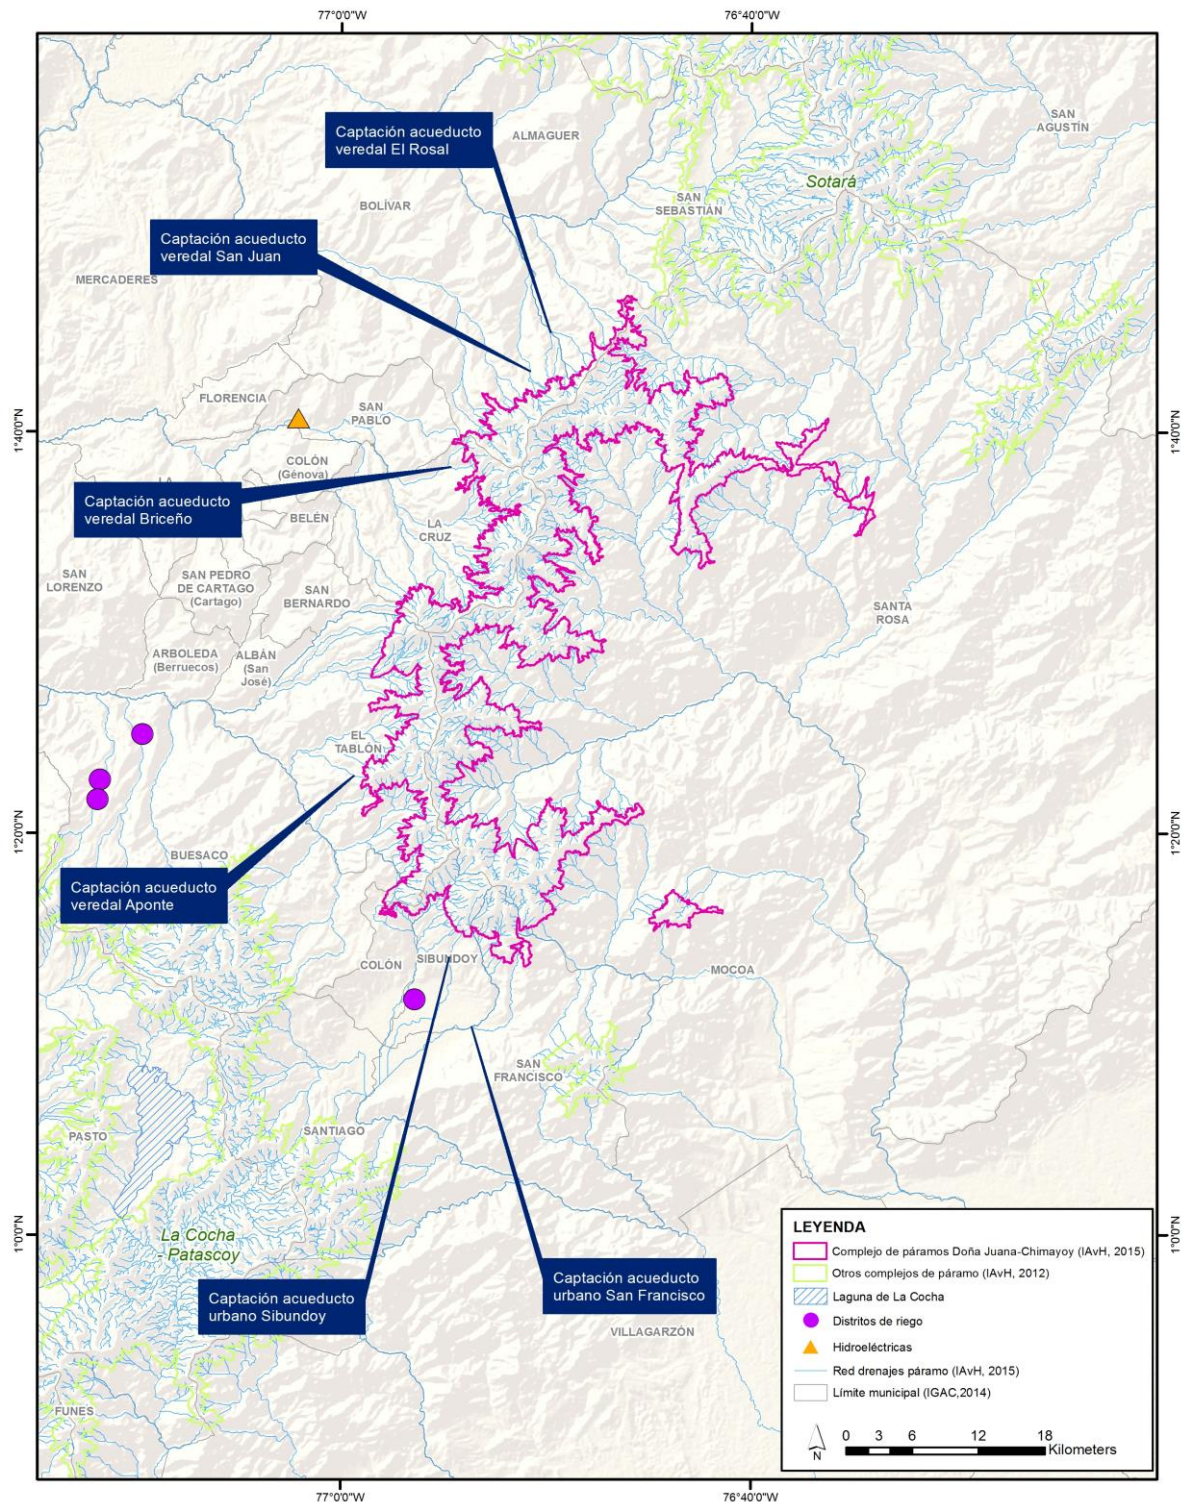 77°0'0"W
76°40'0"W
Captación acueducto
veredal El Rosal
ALMAGUER
SAN
AGUSTÍN
Sotará
SAN
SEBASTIÁN
BOLÍVAR
Captación acueducto
veredal San Juan
MERCADERES
FLORENCIA
SAN
PABLO
1°40'0"N
1°40'0"N
COLÓN
(Génova)
LA
Captación acueducto
veredal Briceño
BELÉN
LA
CRUZ
SAN
LORENZO
SAN PEDRO
DE CARTAGO
(Cartago)
SAN
BERNARDO
SANTA
ROSA
ARBOLEDA
(Berruecos)
ALBÁN
(San
José)
EL
TABLÓN
1°20'0"N
1°20'0"N
BUESACO
Captación acueducto
veredal Aponte
COLÓN
SIBUNDOY
MOCOA
SAN
FRANCISCO
PASTO
SANTIAGO
1°0'0"N
1°0'0"N
La Cocha
- Patascoy
Captación acueducto
urbano Sibundoy
Captación acueducto
urbano San Francisco
VILLAGARZÓN
FUNES
LEYENDA
Complejo de páramos Doña Juana-Chimayoy (IAvH, 2015)
Otros complejos de páramo (IAvH, 2012)
Laguna de La Cocha
Distritos de riego
Hidroeléctricas
Red drenajes páramo (IAvH, 2015)
Límite municipal (IGAC,2014)
N
0 3 6 12 18
Kilometers
77°0'0"W
76°40'0"W